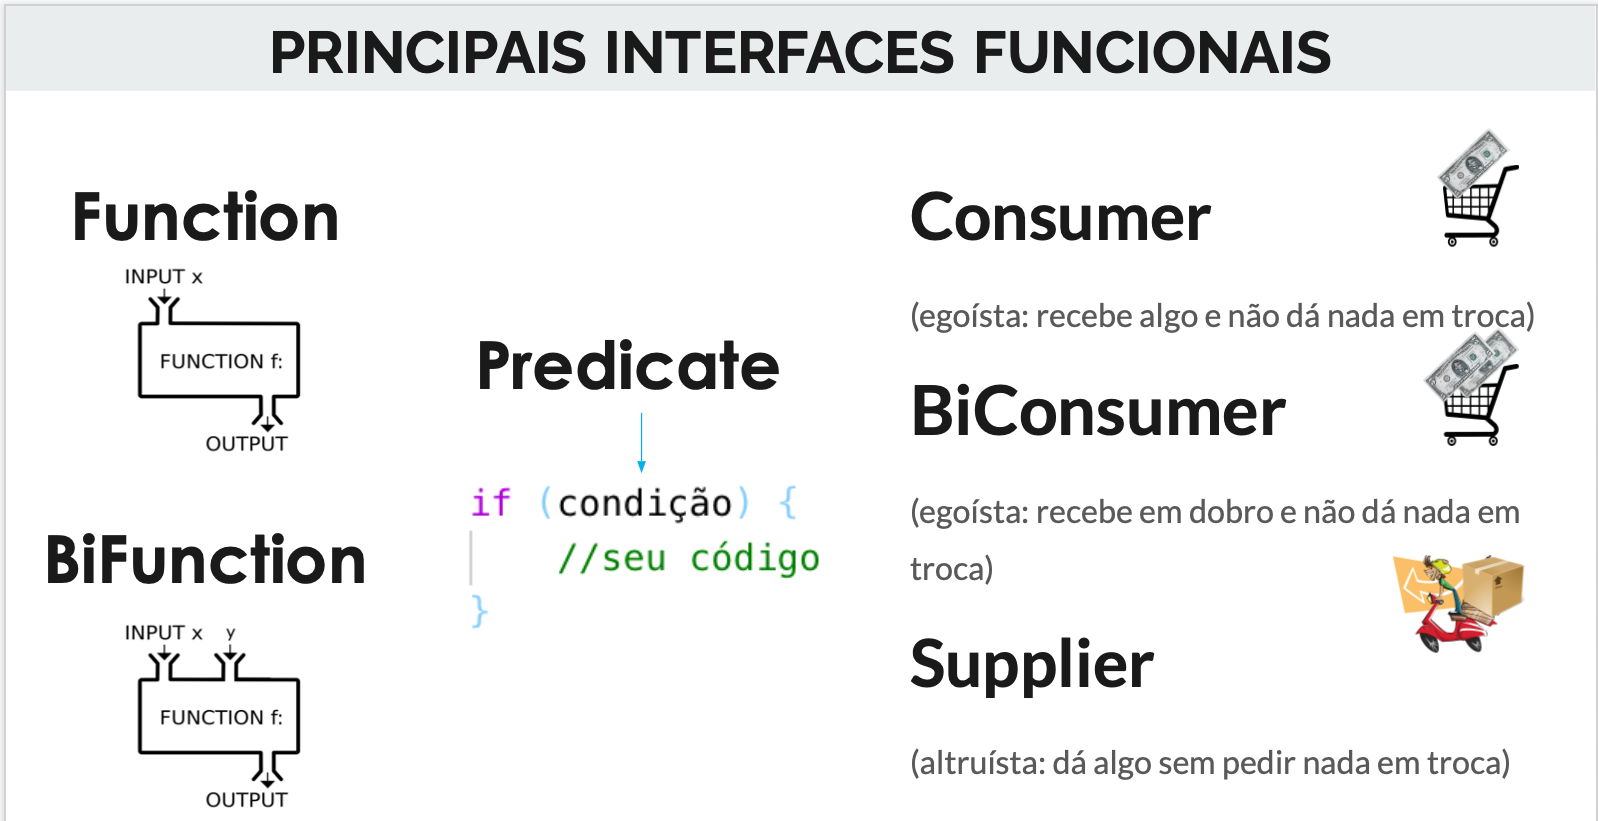 PRINCIPAIS INTERFACES FUNCIONAIS
Function
INPUT x
FUNCTION f:
OUTPUT
BiFunction
INPUT x y
FUNCTION f:
OUTPUT
Predicate
if (condição) {
//seu código
}
Consumer
(egoísta: recebe algo e não dá nada em troca)
BiConsumer
(egoísta: recebe em dobro e não dá nada em
troca)
Supplier
(altruísta: dá algo sem pedir nada em troca)